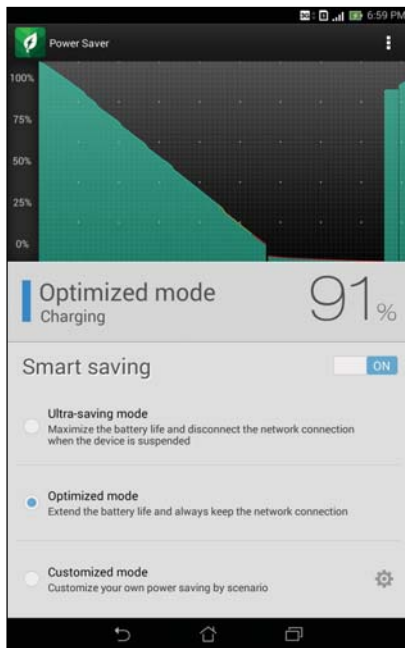 3G 6:59 PM
Power Saver
100%
75%
50%
25%
0%
Optimized mode
Charging
91%
Smart saving
ON
Ultra-saving mode
Maximize the battery life and disconnect the network connection
when the device is suspended
Optimized mode
Extend the battery life and always keep the network connection
Customized mode
Customize your own power saving by scenario